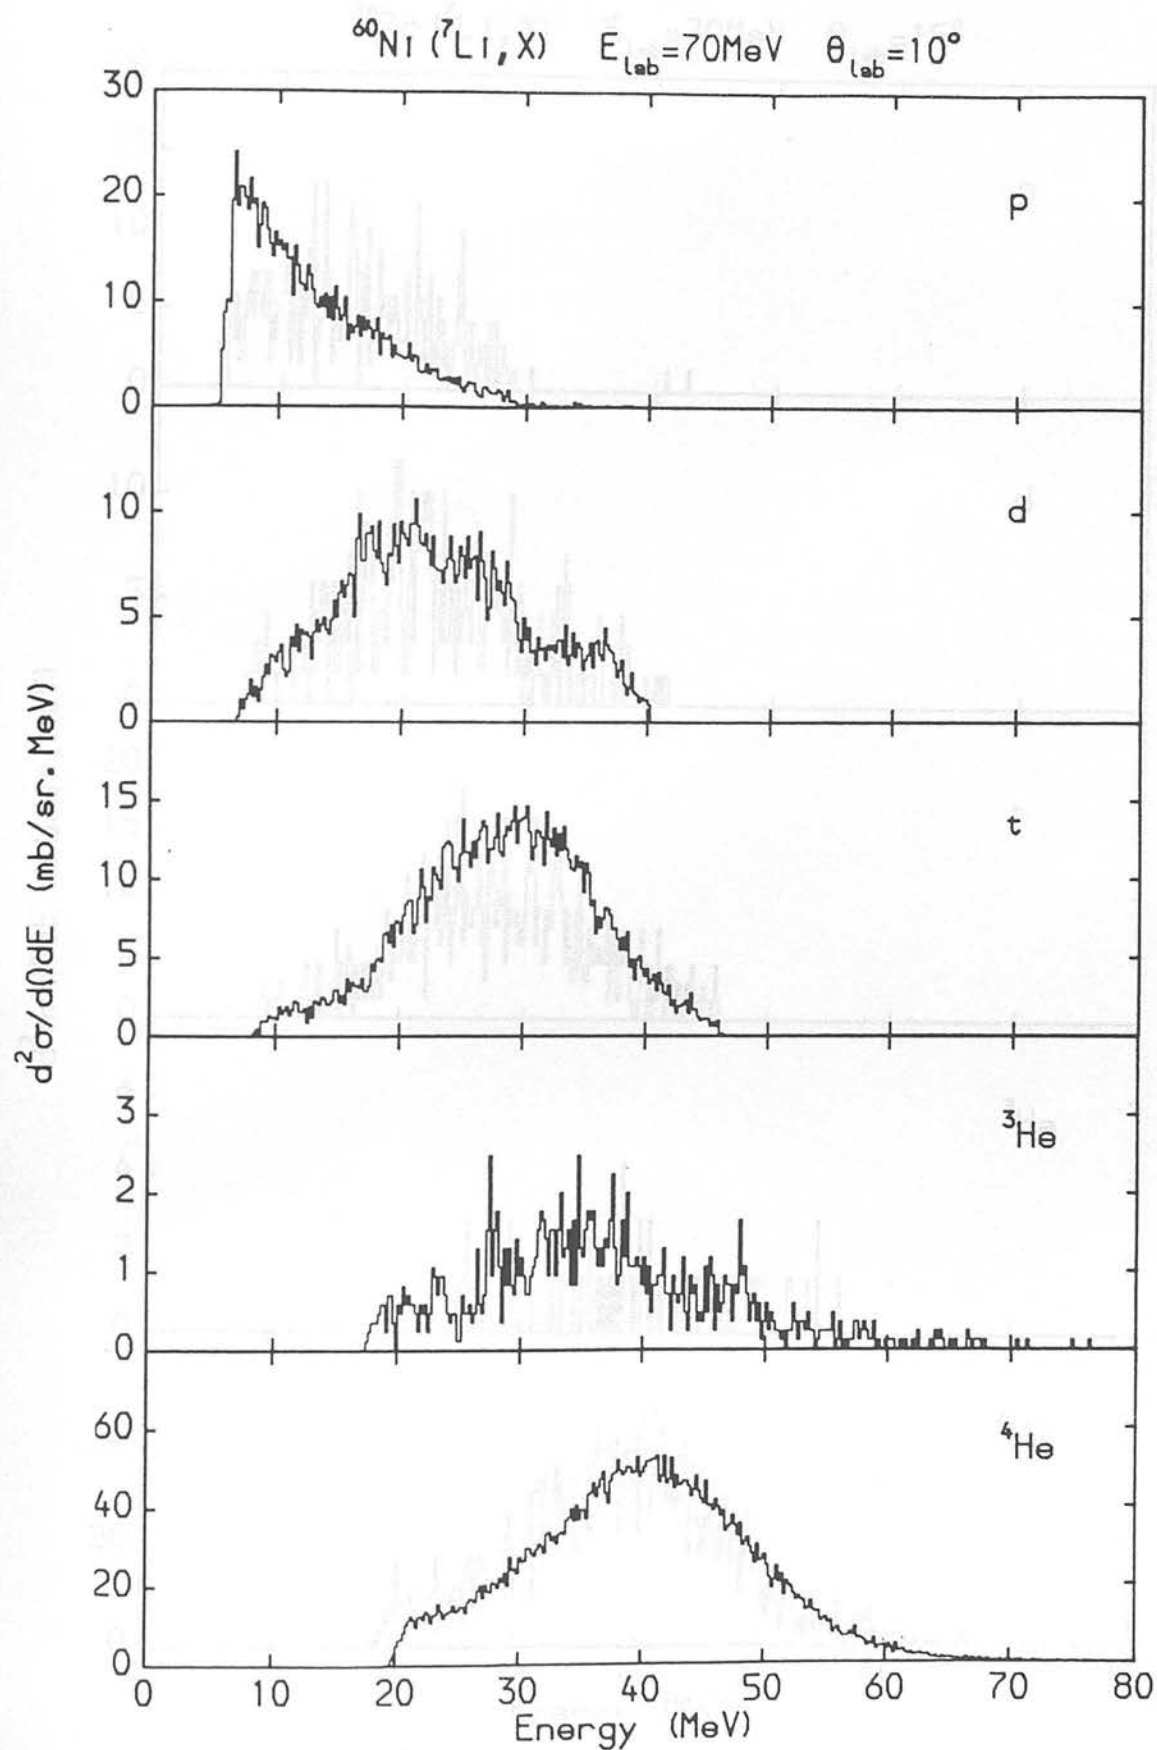 ⁶⁰Ni (⁷Li, X) E_lab=70MeV θ_lab=10°
30
20
10
0
p
10
5
0
d
15
10
5
0
t
3
2
1
0
³He
60
40
20
0
⁴He
0 10 20 30 40 50 60 70 80
Energy (MeV)
d²σ/dΩdE (mb/sr. MeV)